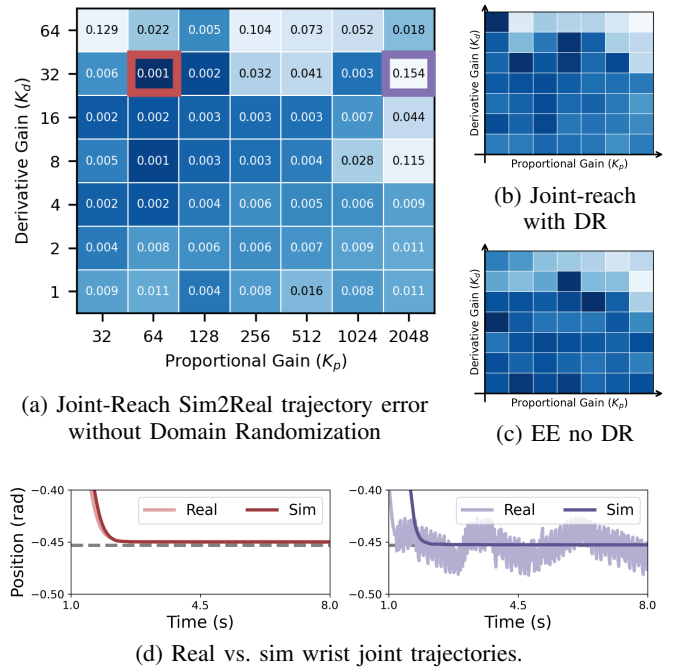 Derivative Gain (Kd)
64 0.129 0.022 0.005 0.104 0.073 0.052 0.018
32 0.006 0.001 0.002 0.032 0.041 0.003 0.154
16 0.002 0.002 0.003 0.003 0.003 0.007 0.044
8 0.005 0.001 0.003 0.003 0.004 0.028 0.115
4 0.002 0.002 0.004 0.006 0.005 0.006 0.009
2 0.004 0.008 0.006 0.006 0.007 0.009 0.011
1 0.009 0.011 0.004 0.008 0.016 0.008 0.011
32 64 128 256 512 1024 2048
Proportional Gain (Kp)
(a) Joint-Reach Sim2Real trajectory error
without Domain Randomization
Derivative Gain (Kd)
Proportional Gain (Kp)
(b) Joint-reach
with DR
Derivative Gain (Kd)
Proportional Gain (Kp)
(c) EE no DR
Position (rad)
−0.40
−0.45
−0.50
Real Sim
1.0 4.5 8.0
Time (s)
−0.40
−0.45
−0.50
Real Sim
1.0 4.5 8.0
Time (s)
(d) Real vs. sim wrist joint trajectories.